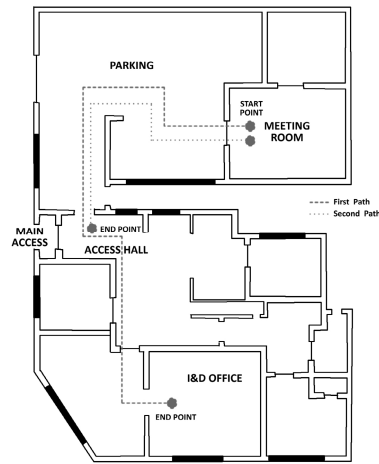 PARKING
START
POINT
MEETING
ROOM
First Path
Second Path
MAIN
ACCESS
END POINT
ACCESS HALL
I&D OFFICE
END POINT